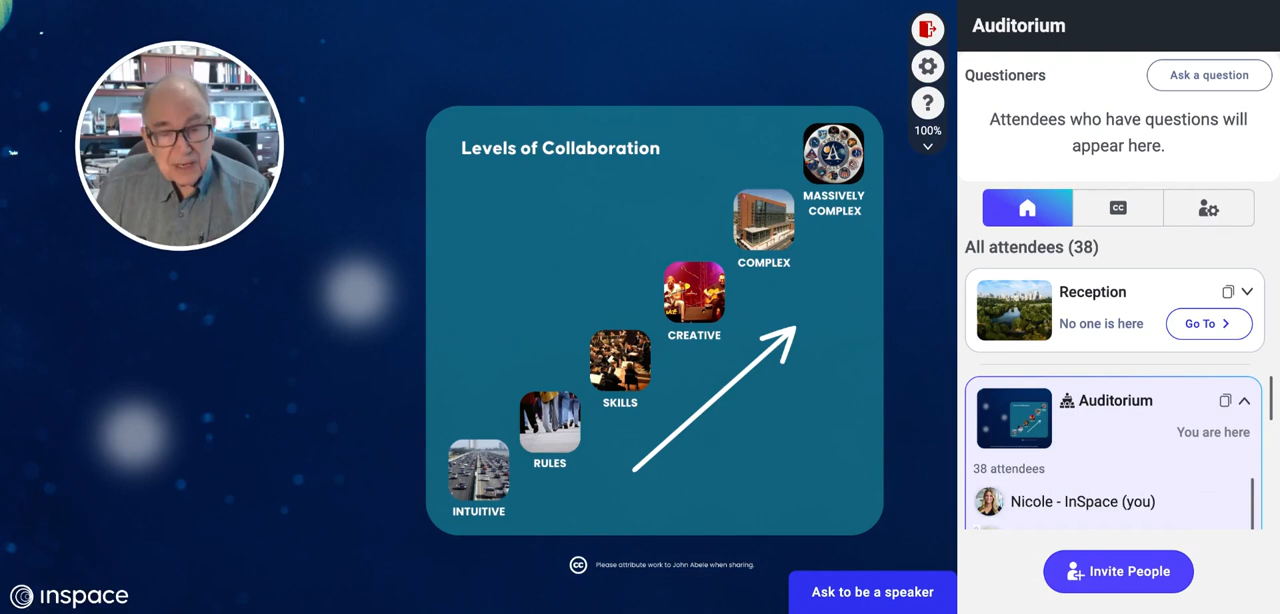 Levels of Collaboration
MASSIVELY
COMPLEX
COMPLEX
CREATIVE
SKILLS
RULES
INTUITIVE
cc
Please attribute work to John Abele when sharing.
inspace
Ask to be a speaker
?
100%
Auditorium
Questioners
Ask a question
Attendees who have questions will
appear here.
CC
All attendees (38)
Reception
No one is here
Go To
Auditorium
You are here
38 attendees
Nicole - InSpace (you)
Invite People